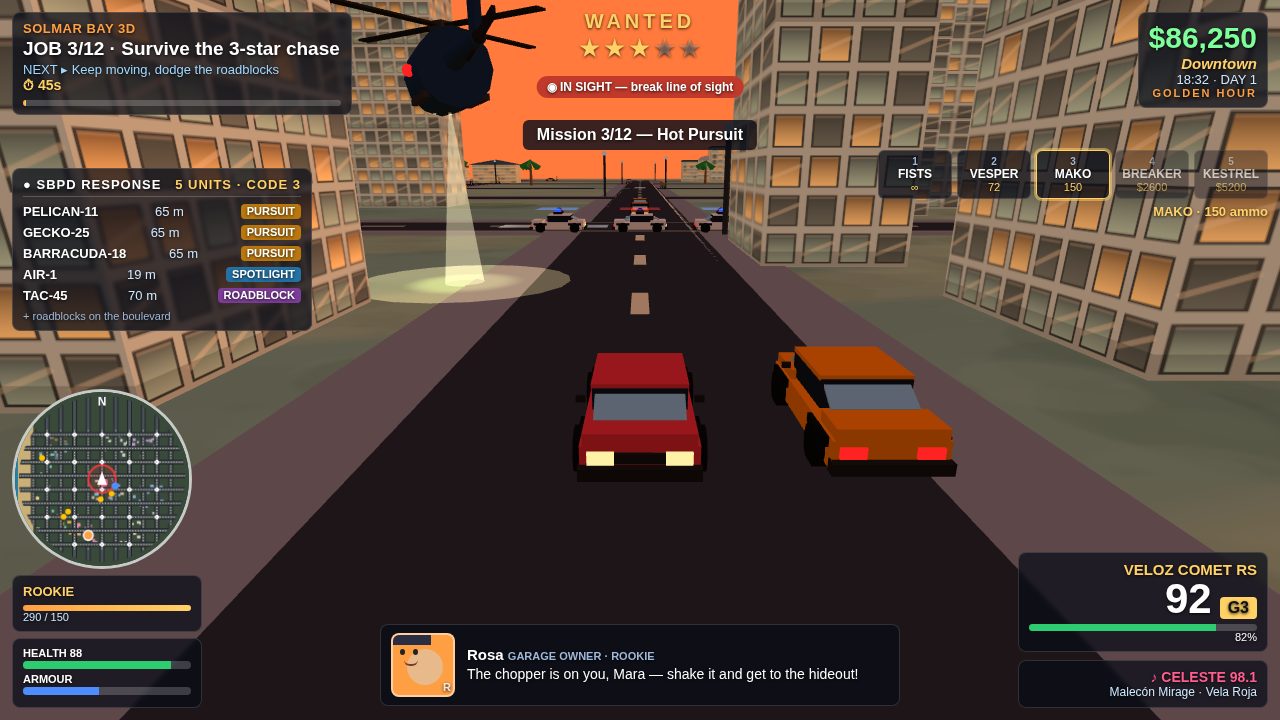 SOLMAR BAY 3D
JOB 3/12 · Survive the 3-star chase
NEXT ▸ Keep moving, dodge the roadblocks
⏱ 45s
WANTED
★★★★★
◉ IN SIGHT — break line of sight
Mission 3/12 — Hot Pursuit
$86,250
Downtown
18:32 · DAY 1
GOLDEN HOUR
1 FISTS ∞
2 VESPER 72
3 MAKO 150
4 BREAKER $2600
5 KESTREL $5200
MAKO · 150 ammo
● SBPD RESPONSE 5 UNITS · CODE 3
PELICAN-11 65 m PURSUIT
GECKO-25 65 m PURSUIT
BARRACUDA-18 65 m PURSUIT
AIR-1 19 m SPOTLIGHT
TAC-45 70 m ROADBLOCK
+ roadblocks on the boulevard
N
ROOKIE
290 / 150
HEALTH 88
ARMOUR
R
Rosa GARAGE OWNER · ROOKIE
The chopper is on you, Mara — shake it and get to the hideout!
VELOZ COMET RS
92 G3
82%
♪ CELESTE 98.1
Malecón Mirage · Vela Roja